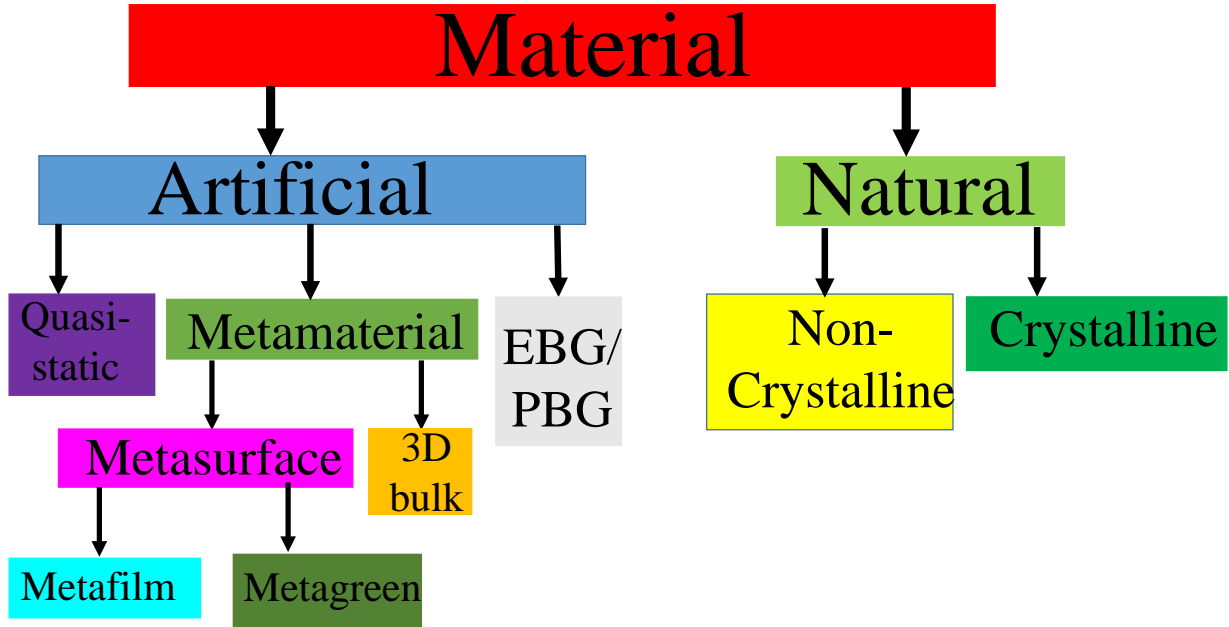 Material
Artificial
Natural
Quasi-
static
Metamaterial
EBG/
PBG
Non-
Crystalline
Crystalline
Metasurface
3D
bulk
Metafilm
Metagreen